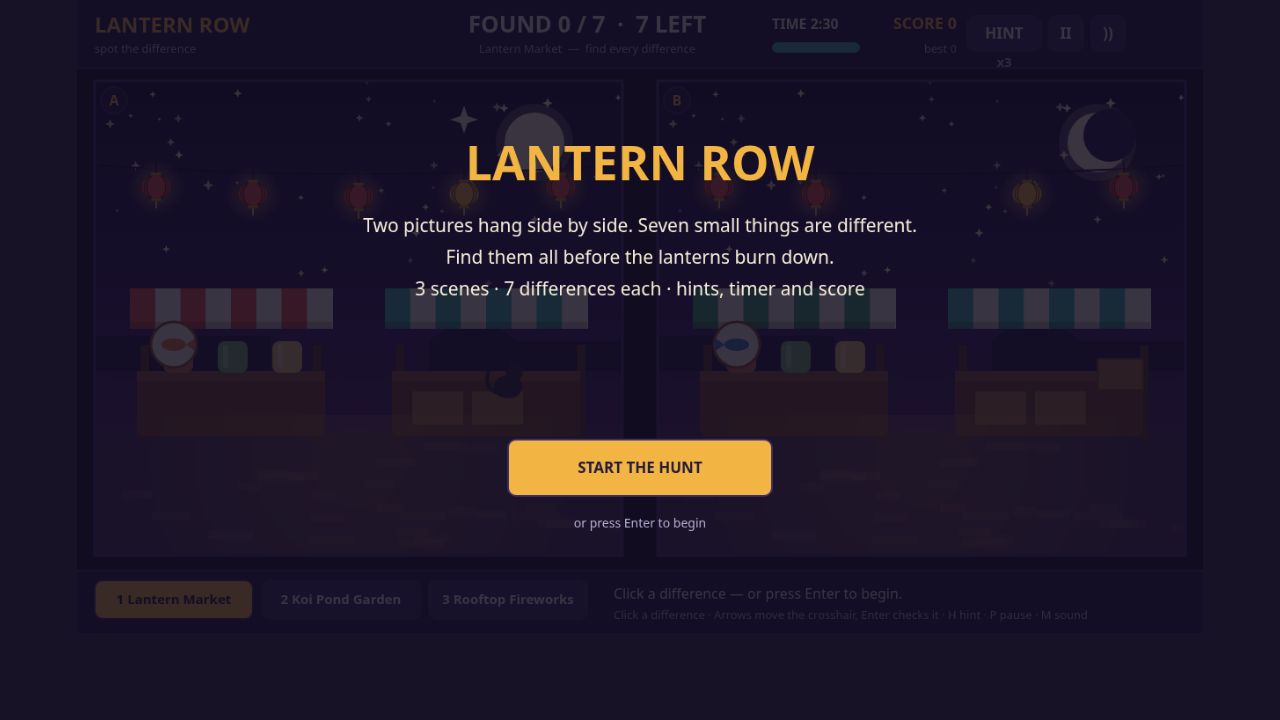 LANTERN ROW
spot the difference
FOUND 0 / 7 · 7 LEFT
Lantern Market — find every difference
TIME 2:30
SCORE 0
best 0
HINT
x3
II
))
A
B
LANTERN ROW
Two pictures hang side by side. Seven small things are different.
Find them all before the lanterns burn down.
3 scenes · 7 differences each · hints, timer and score
START THE HUNT
or press Enter to begin
1 Lantern Market
2 Koi Pond Garden
3 Rooftop Fireworks
Click a difference — or press Enter to begin.
Click a difference · Arrows move the crosshair, Enter checks it · H hint · P pause · M sound